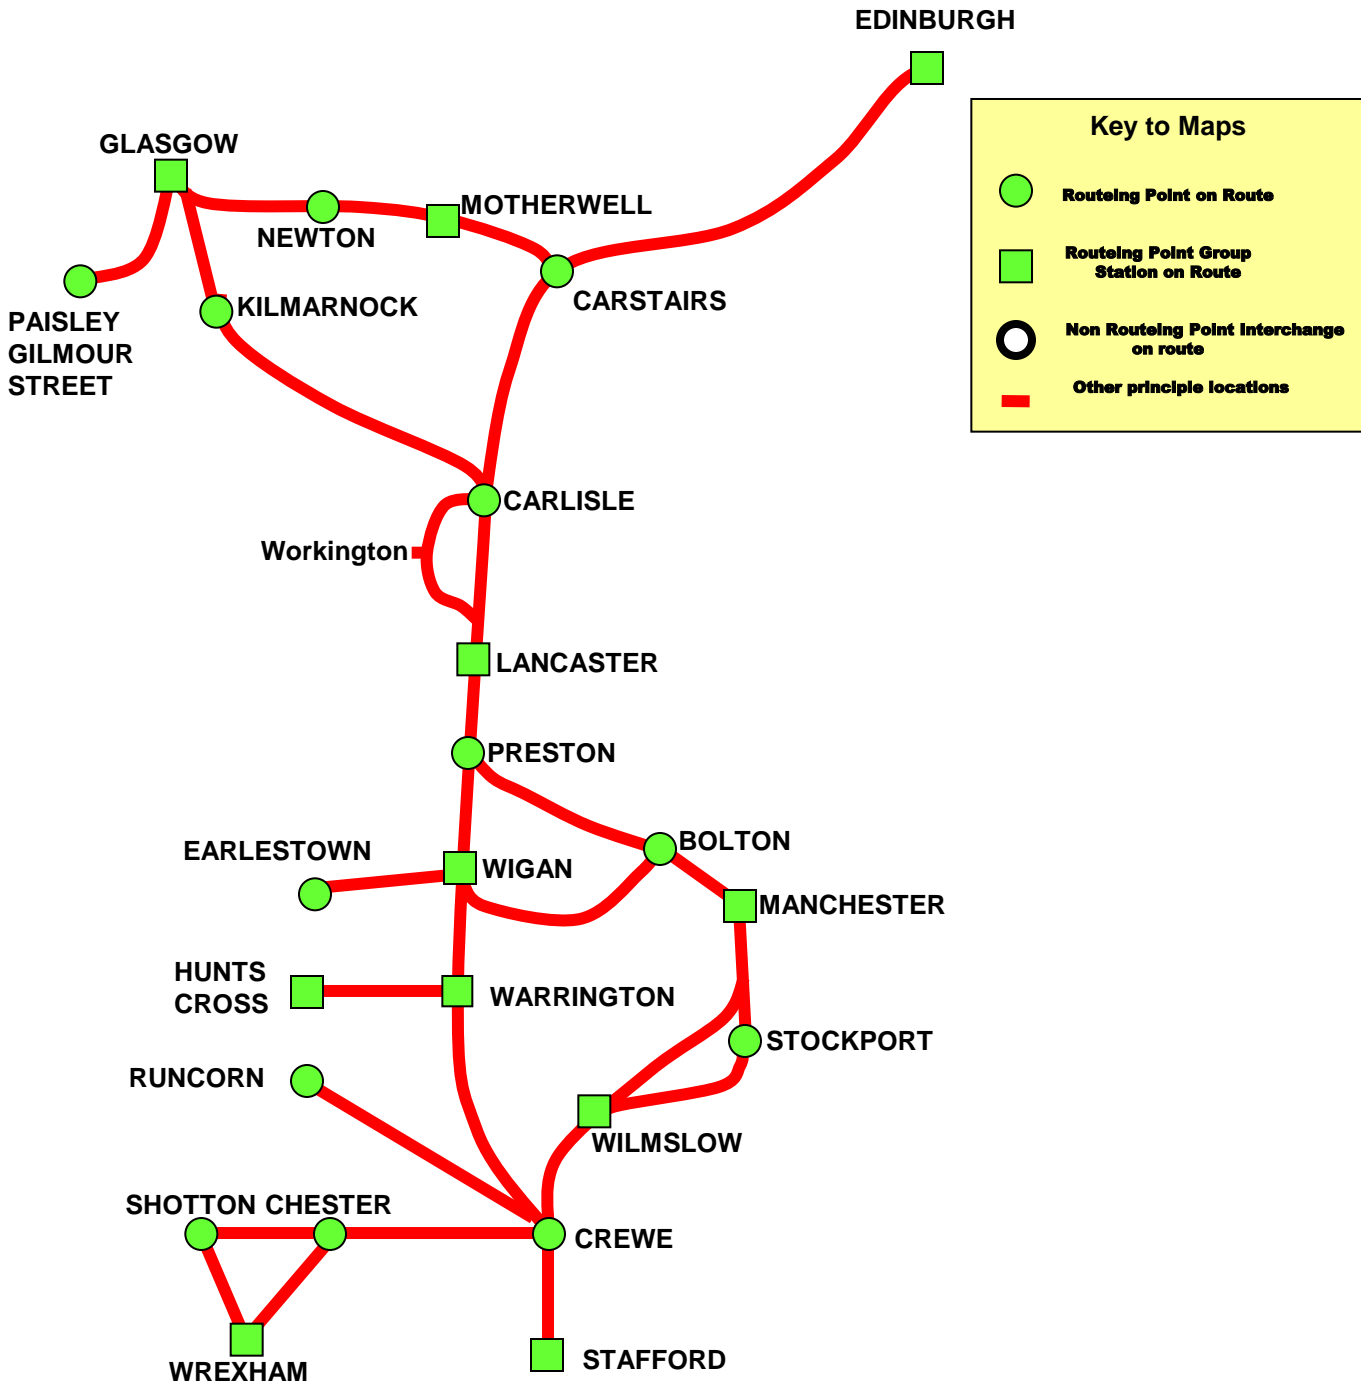 EDINBURGH
Key to Maps
Routeing Point on Route
Routeing Point Group
Station on Route
Non Routeing Point Interchange
on route
Other principle locations
GLASGOW
NEWTON
MOTHERWELL
CARSTAIRS
KILMARNOCK
PAISLEY
GILMOUR
STREET
CARLISLE
Workington
LANCASTER
PRESTON
BOLTON
EARLESTOWN
WIGAN
MANCHESTER
HUNTS
CROSS
WARRINGTON
STOCKPORT
RUNCORN
WILMSLOW
SHOTTON CHESTER
CREWE
STAFFORD
WREXHAM